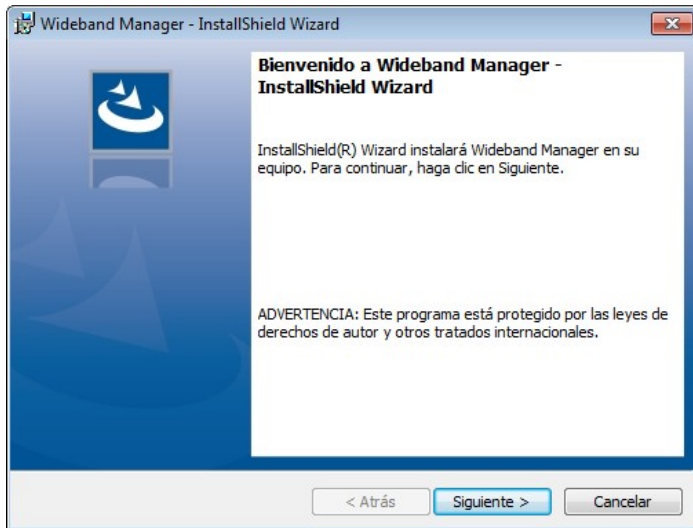 Wideband Manager - InstallShield Wizard
Bienvenido a Wideband Manager -
InstallShield Wizard
InstallShield(R) Wizard instalará Wideband Manager en su
equipo. Para continuar, haga clic en Siguiente.
ADVERTENCIA: Este programa está protegido por las leyes de
derechos de autor y otros tratados internacionales.
< Atrás
Siguiente >
Cancelar